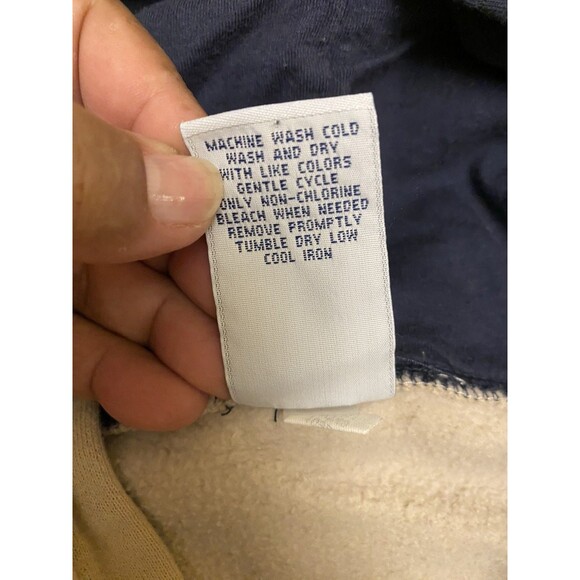 MACHINE WASH COLD
WASH AND DRY
WITH LIKE COLORS
GENTLE CYCLE
ONLY NON-CHLORINE
BLEACH WHEN NEEDED
REMOVE PROMPTLY
TUMBLE DRY LOW
COOL IRON